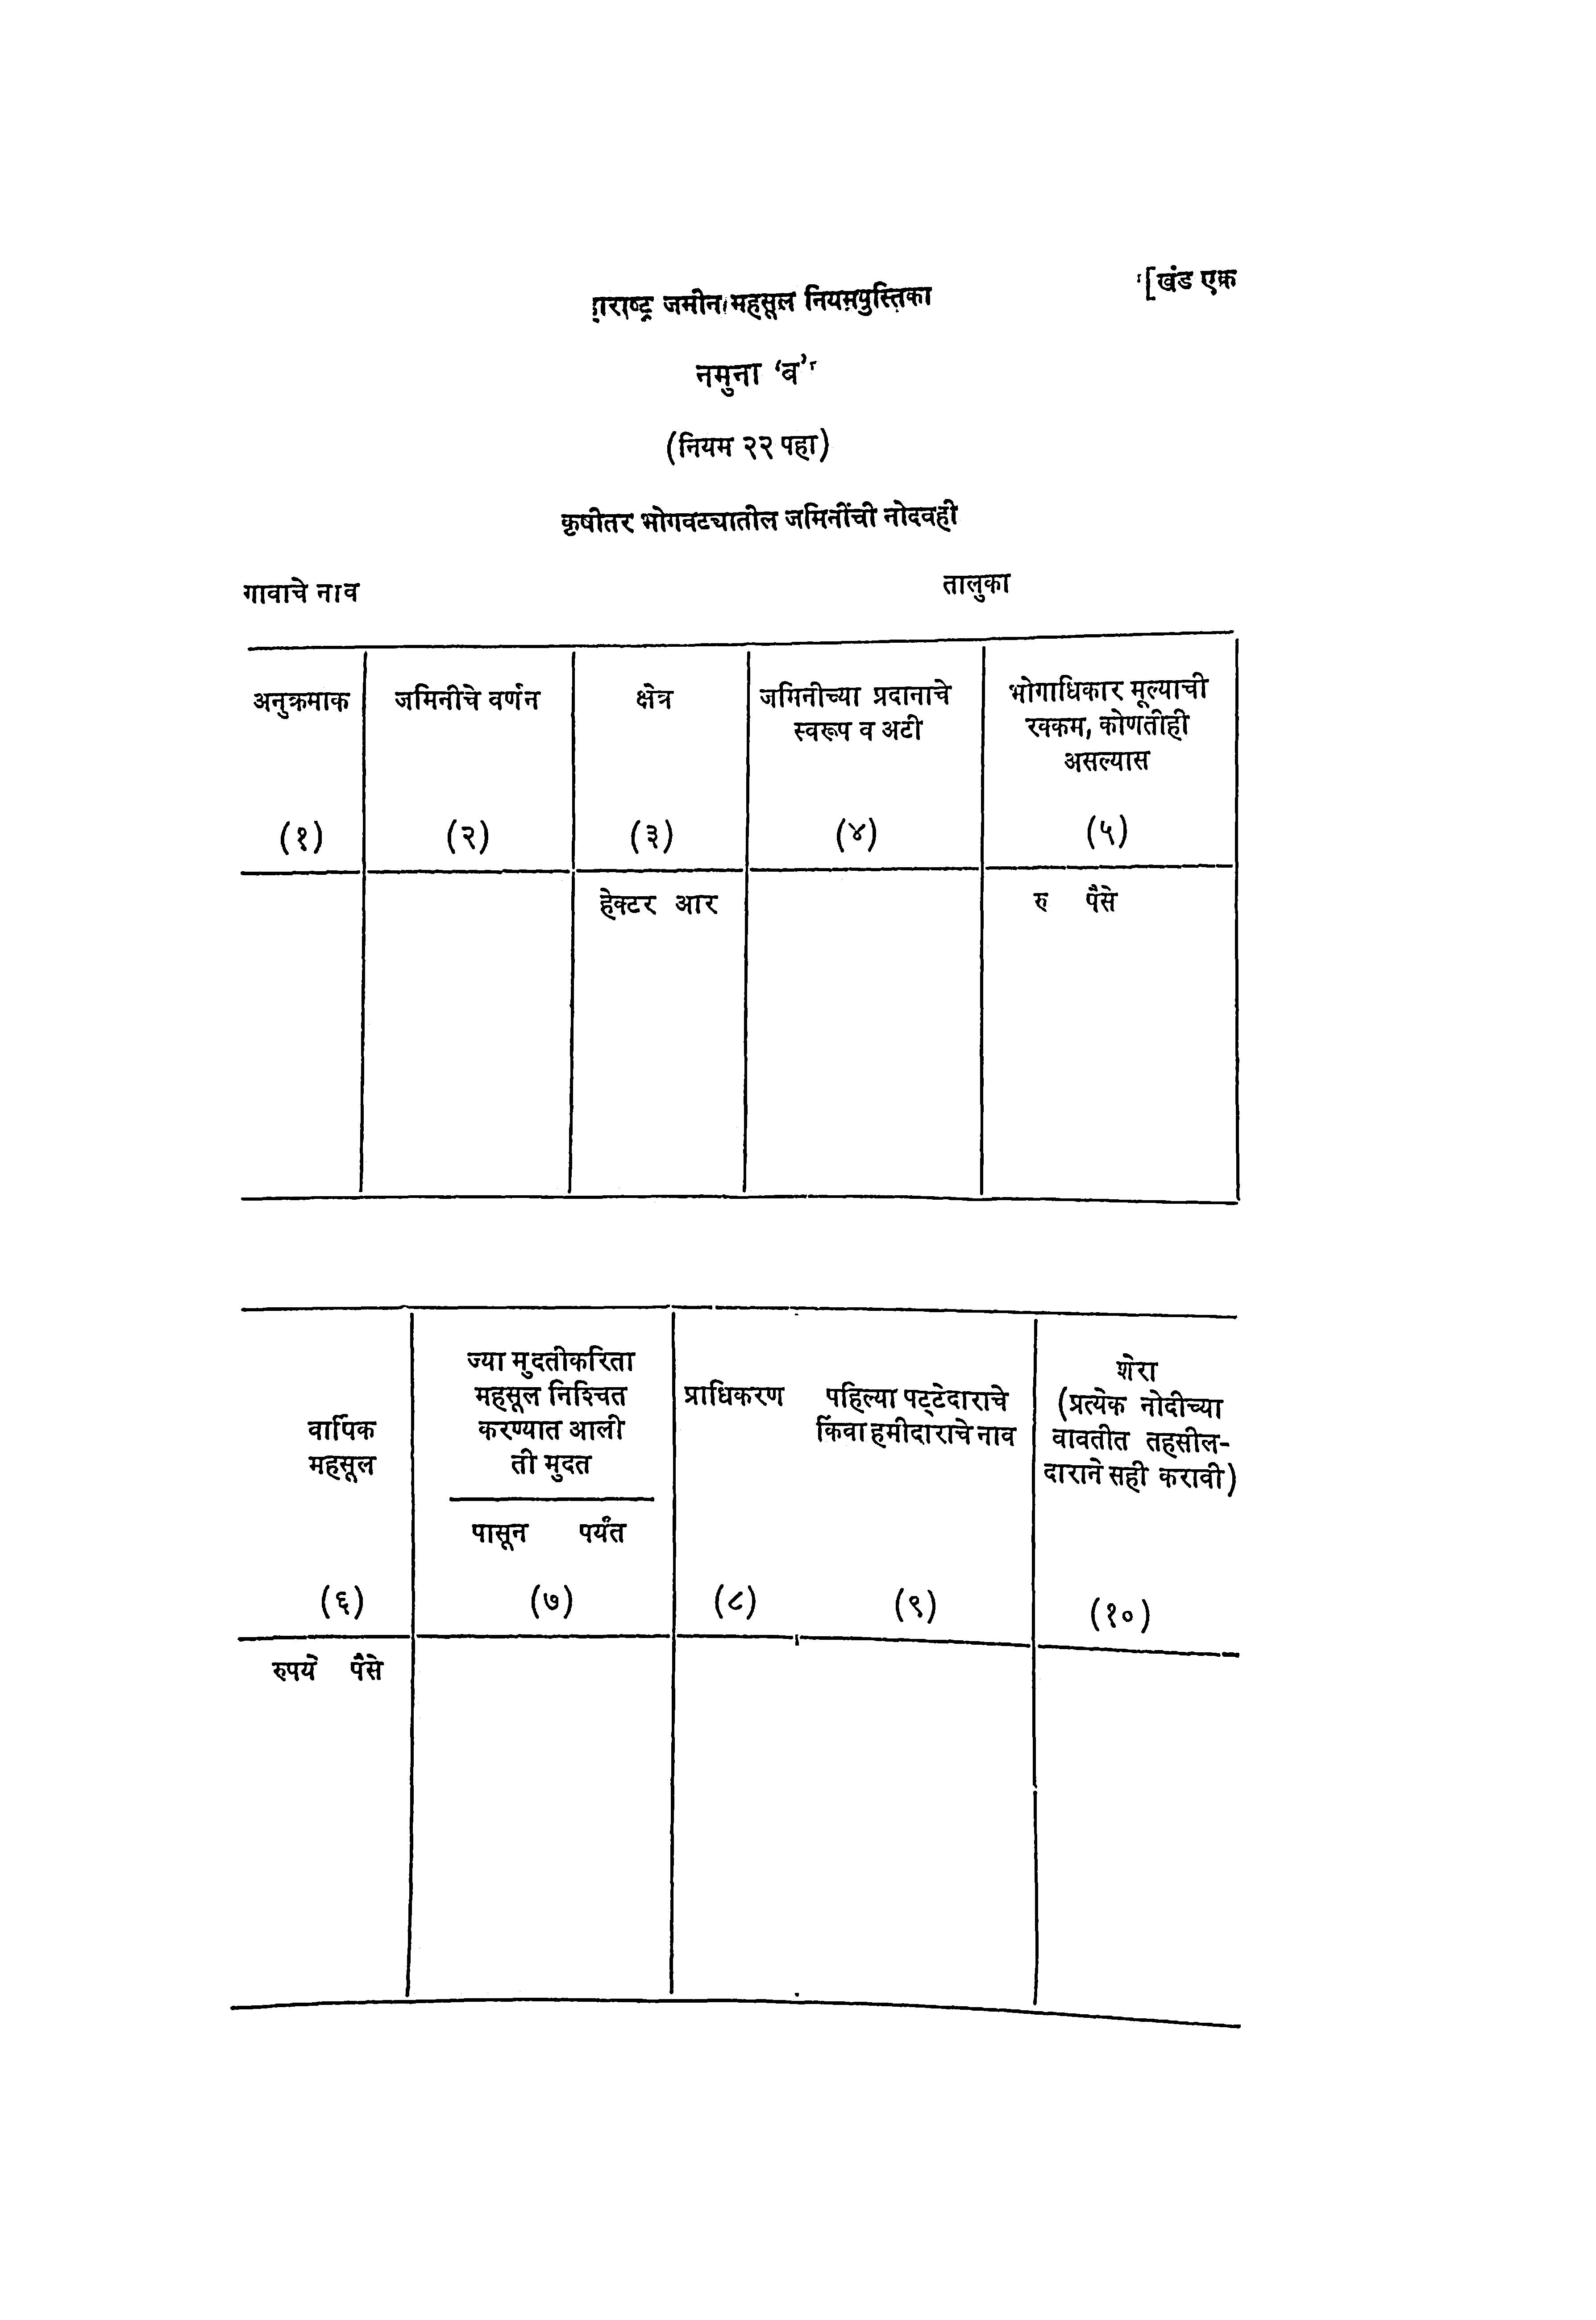 [खंड एक
ाराष्ट्र जमीन महसूल नियमपुस्तिका
नमुना ‘ब’
(नियम २२ पहा)
कृषीतर भोगवट्यातील जमिनींची नोदवही
गावाचे नाव तालुका
अनुक्रमाक जमिनीचे वर्णन क्षेत्र जमिनीच्या प्रदानाचे भोगाधिकार मूल्याची
स्वरूप व अटी रक्कम, कोणतीही
असल्यास
(१) (२) (३) (४) (५)
हेक्टर आर रु पैसे
ज्या मुदतीकरिता शेरा
महसूल निश्चित प्राधिकरण पहिल्या पट्टेदाराचे (प्रत्येक नोदीच्या
वार्षिक करण्यात आली किंवा हमीदाराचे नाव बाबतीत तहसील-
महसूल ती मुदत दाराने सही करावी)
पासून पर्यंत
(६) (७) (८) (९) (१०)
रुपये पैसे